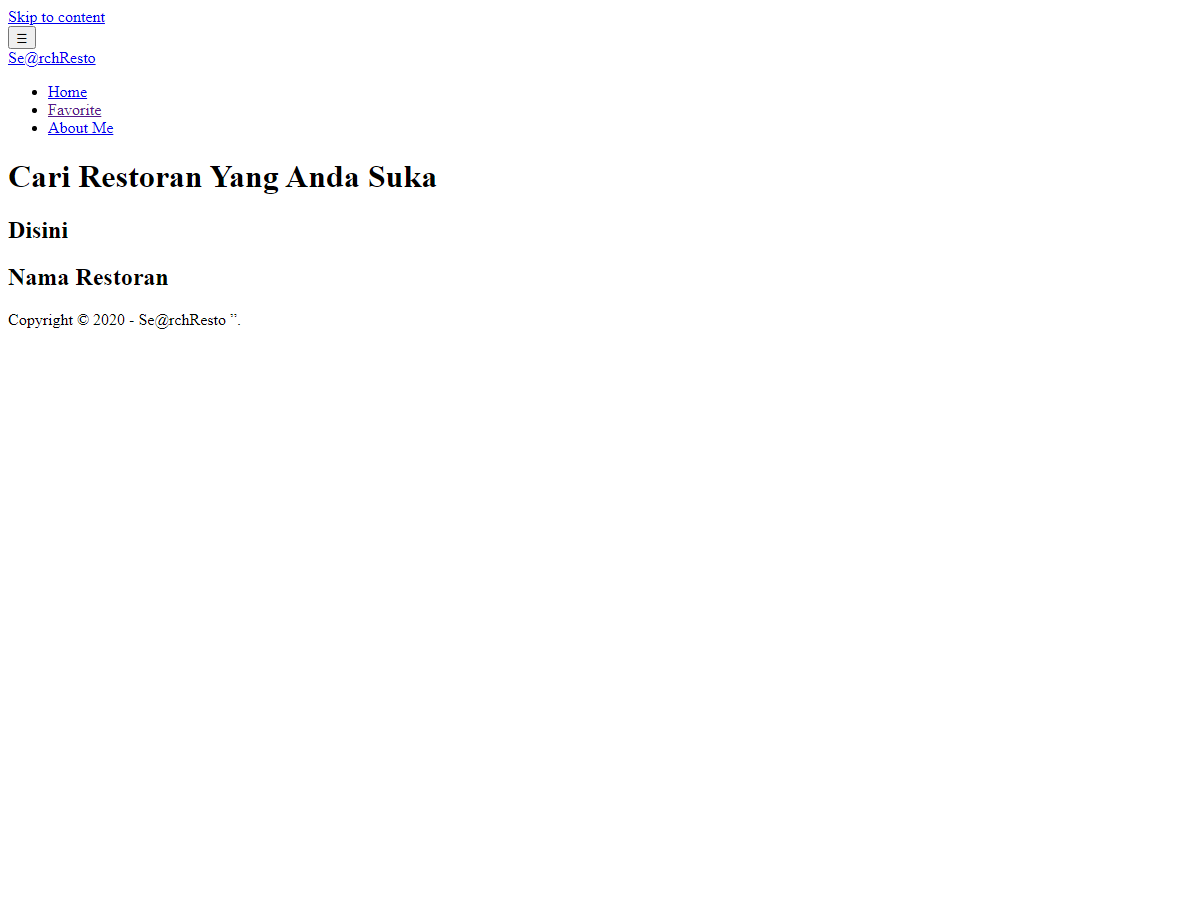 Skip to content
☰
Se@rchResto
Home
Favorite
About Me
Cari Restoran Yang Anda Suka
Disini
Nama Restoran
Copyright © 2020 - Se@rchResto ”.